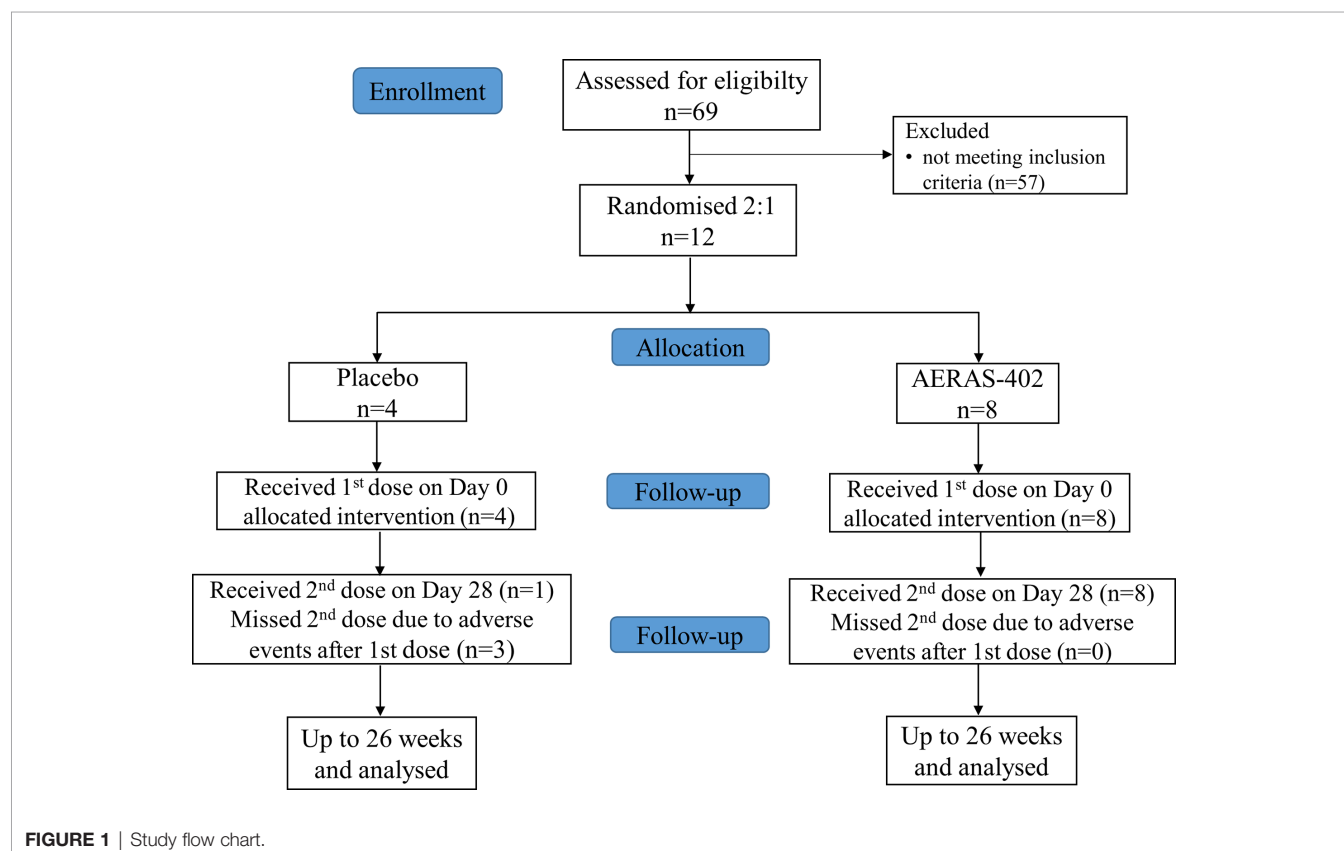 Enrollment
Assessed for eligibilty
n=69
Excluded
• not meeting inclusion
criteria (n=57)
Randomised 2:1
n=12
Allocation
Placebo
n=4
AERAS-402
n=8
Received 1st dose on Day 0
allocated intervention (n=4)
Follow-up
Received 1st dose on Day 0
allocated intervention (n=8)
Received 2nd dose on Day 28 (n=1)
Missed 2nd dose due to adverse
events after 1st dose (n=3)
Follow-up
Received 2nd dose on Day 28 (n=8)
Missed 2nd dose due to adverse
events after 1st dose (n=0)
Up to 26 weeks
and analysed
Up to 26 weeks
and analysed
FIGURE 1 | Study flow chart.